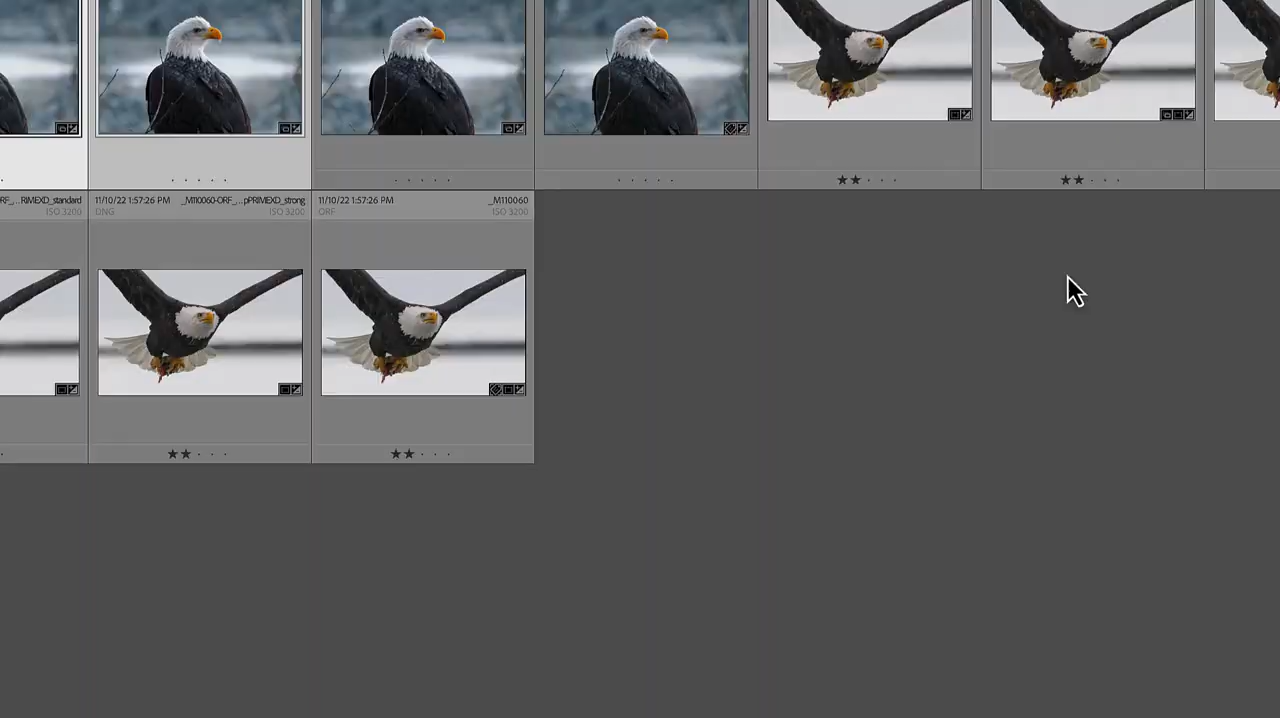 RF_... RIMEXD_standard
ISO 3200
11/10/22 1:57:26 PM _M110060-ORF_...pPRIMEXD_strong
DNG ISO 3200
11/10/22 1:57:26 PM _M110060
ORF ISO 3200